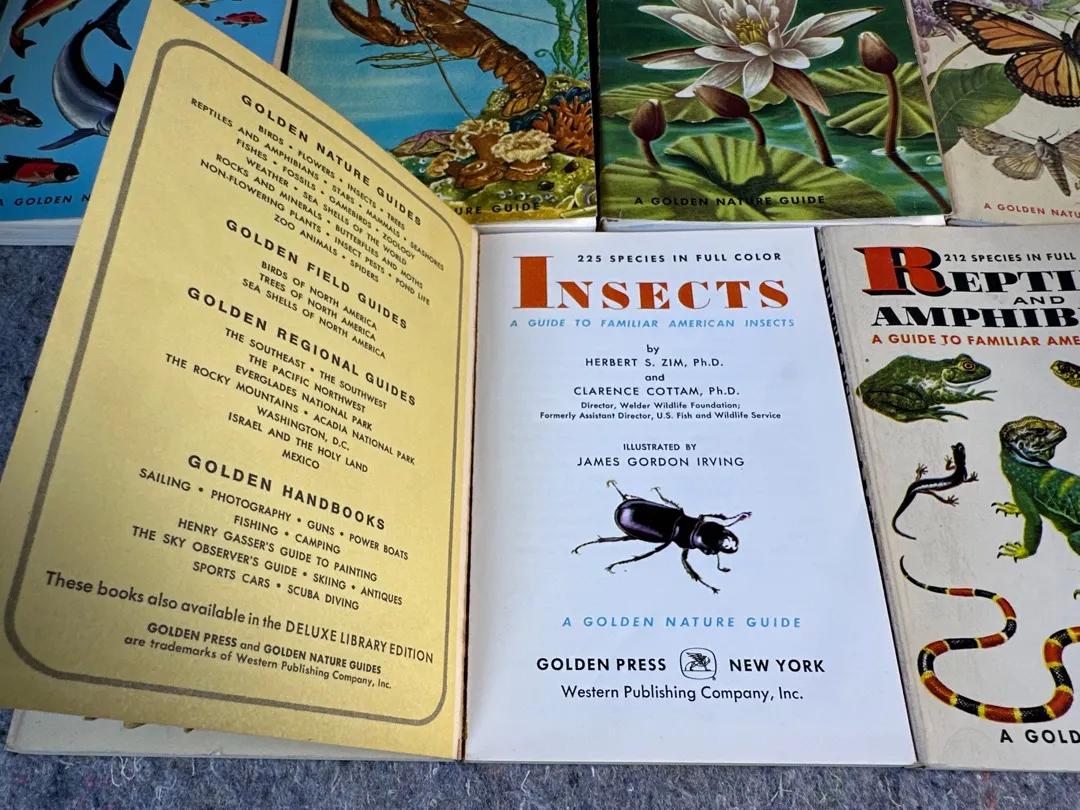 A GOLDEN N
URE GUIDE
A GOLDEN NATURE GUIDE
A GOLDEN NATU
GOLDEN NATURE GUIDES
BIRDS • FLOWERS • INSECTS • TREES
REPTILES AND AMPHIBIANS • STARS • MAMMALS • SEASHORES
FISHES • FOSSILS • GAMEBIRDS • ZOOLOGY
WEATHER • SEA SHELLS OF THE WORLD
ROCKS AND MINERALS • BUTTERFLIES AND MOTHS
NON-FLOWERING PLANTS • INSECT PESTS • POND LIFE
ZOO ANIMALS • SPIDERS
GOLDEN FIELD GUIDES
BIRDS OF NORTH AMERICA
TREES OF NORTH AMERICA
SEA SHELLS OF NORTH AMERICA
GOLDEN REGIONAL GUIDES
THE SOUTHEAST • THE SOUTHWEST
THE PACIFIC NORTHWEST
EVERGLADES NATIONAL PARK
THE ROCKY MOUNTAINS • ACADIA NATIONAL PARK
WASHINGTON, D.C.
ISRAEL AND THE HOLY LAND
MEXICO
GOLDEN HANDBOOKS
SAILING • PHOTOGRAPHY • GUNS • POWER BOATS
FISHING • CAMPING
HENRY GASSER'S GUIDE TO PAINTING
THE SKY OBSERVER'S GUIDE • SKIING • ANTIQUES
SPORTS CARS • SCUBA DIVING
These books also available in the DELUXE LIBRARY EDITION
GOLDEN PRESS and GOLDEN NATURE GUIDES
are trademarks of Western Publishing Company, Inc.
225 SPECIES IN FULL COLOR
INSECTS
A GUIDE TO FAMILIAR AMERICAN INSECTS
by
HERBERT S. ZIM, Ph.D.
and
CLARENCE COTTAM, Ph.D.
Director, Welder Wildlife Foundation;
Formerly Assistant Director, U.S. Fish and Wildlife Service
ILLUSTRATED BY
JAMES GORDON IRVING
A GOLDEN NATURE GUIDE
GOLDEN PRESS NEW YORK
Western Publishing Company, Inc.
212 SPECIES IN FULL
REPTI
AND
AMPHIB
A GUIDE TO FAMILIAR AME
A GOLD